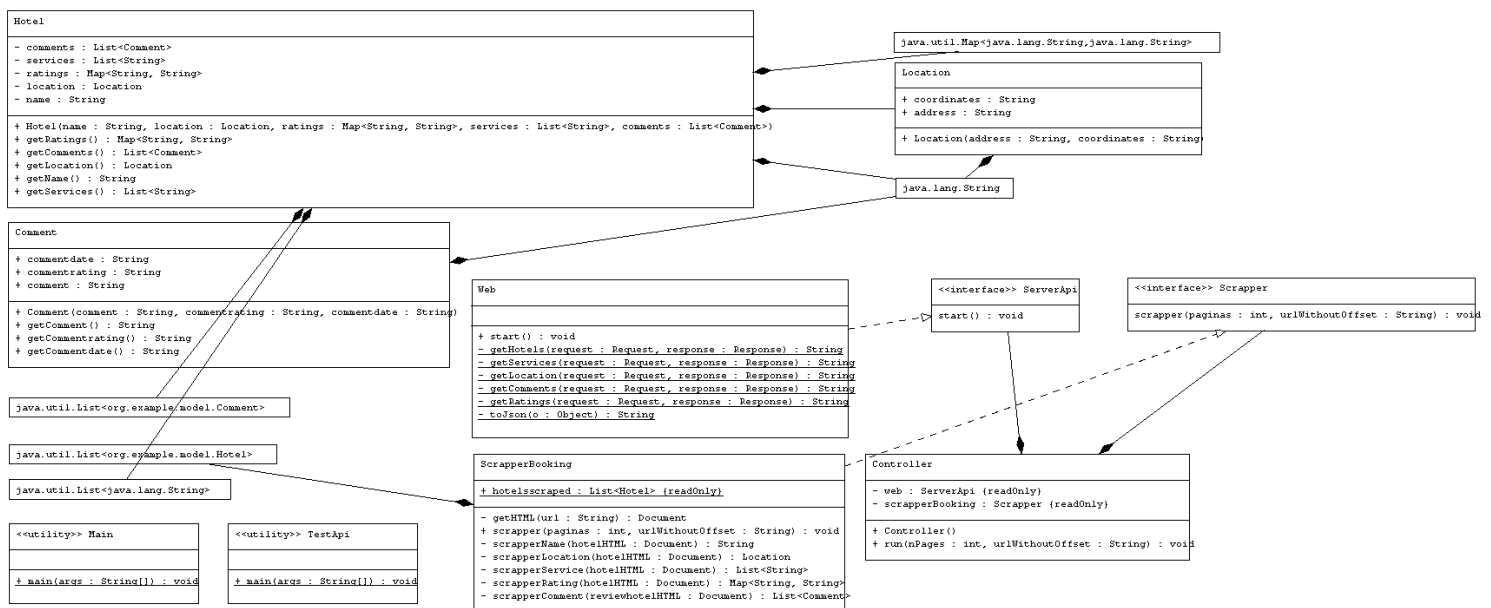 Hotel
- comments : List<Comment>
- services : List<String>
- ratings : Map<String, String>
- location : Location
- name : String
+ Hotel(name : String, location : Location, ratings : Map<String, String>, services : List<String>, comments : List<Comment>)
+ getRatings() : Map<String, String>
+ getComments() : List<Comment>
+ getLocation() : Location
+ getName() : String
+ getServices() : List<String>
java.util.Map<java.lang.String,java.lang.String>
Location
+ coordinates : String
+ address : String
+ Location(address : String, coordinates : String)
java.lang.String
Comment
+ commentdate : String
+ commentrating : String
+ comment : String
+ Comment(comment : String, commentrating : String, commentdate : String)
+ getComment() : String
+ getCommentrating() : String
+ getCommentdate() : String
Web
+ start() : void
- getHotels(request : Request, response : Response) : String
- getServices(request : Request, response : Response) : String
- getLocation(request : Request, response : Response) : String
- getComments(request : Request, response : Response) : String
- getRatings(request : Request, response : Response) : String
- toJson(o : Object) : String
<<interface>> ServerApi
start() : void
<<interface>> Scrapper
scrapper(paginas : int, urlWithoutOffset : String) : void
java.util.List<org.example.model.Comment>
java.util.List<org.example.model.Hotel>
java.util.List<java.lang.String>
ScrapperBooking
+ hotelsscraped : List<Hotel> {readOnly}
- getHTML(url : String) : Document
+ scrapper(paginas : int, urlWithoutOffset : String) : void
- scrapperName(hotelHTML : Document) : String
- scrapperLocation(hotelHTML : Document) : Location
- scrapperService(hotelHTML : Document) : List<String>
- scrapperRating(hotelHTML : Document) : Map<String, String>
- scrapperComment(reviewhotelHTML : Document) : List<Comment>
Controller
- web : ServerApi {readOnly}
- scrapperBooking : Scrapper {readOnly}
+ Controller()
+ run(nPages : int, urlWithoutOffset : String) : void
<<utility>> Main
+ main(args : String[]) : void
<<utility>> TestApi
+ main(args : String[]) : void